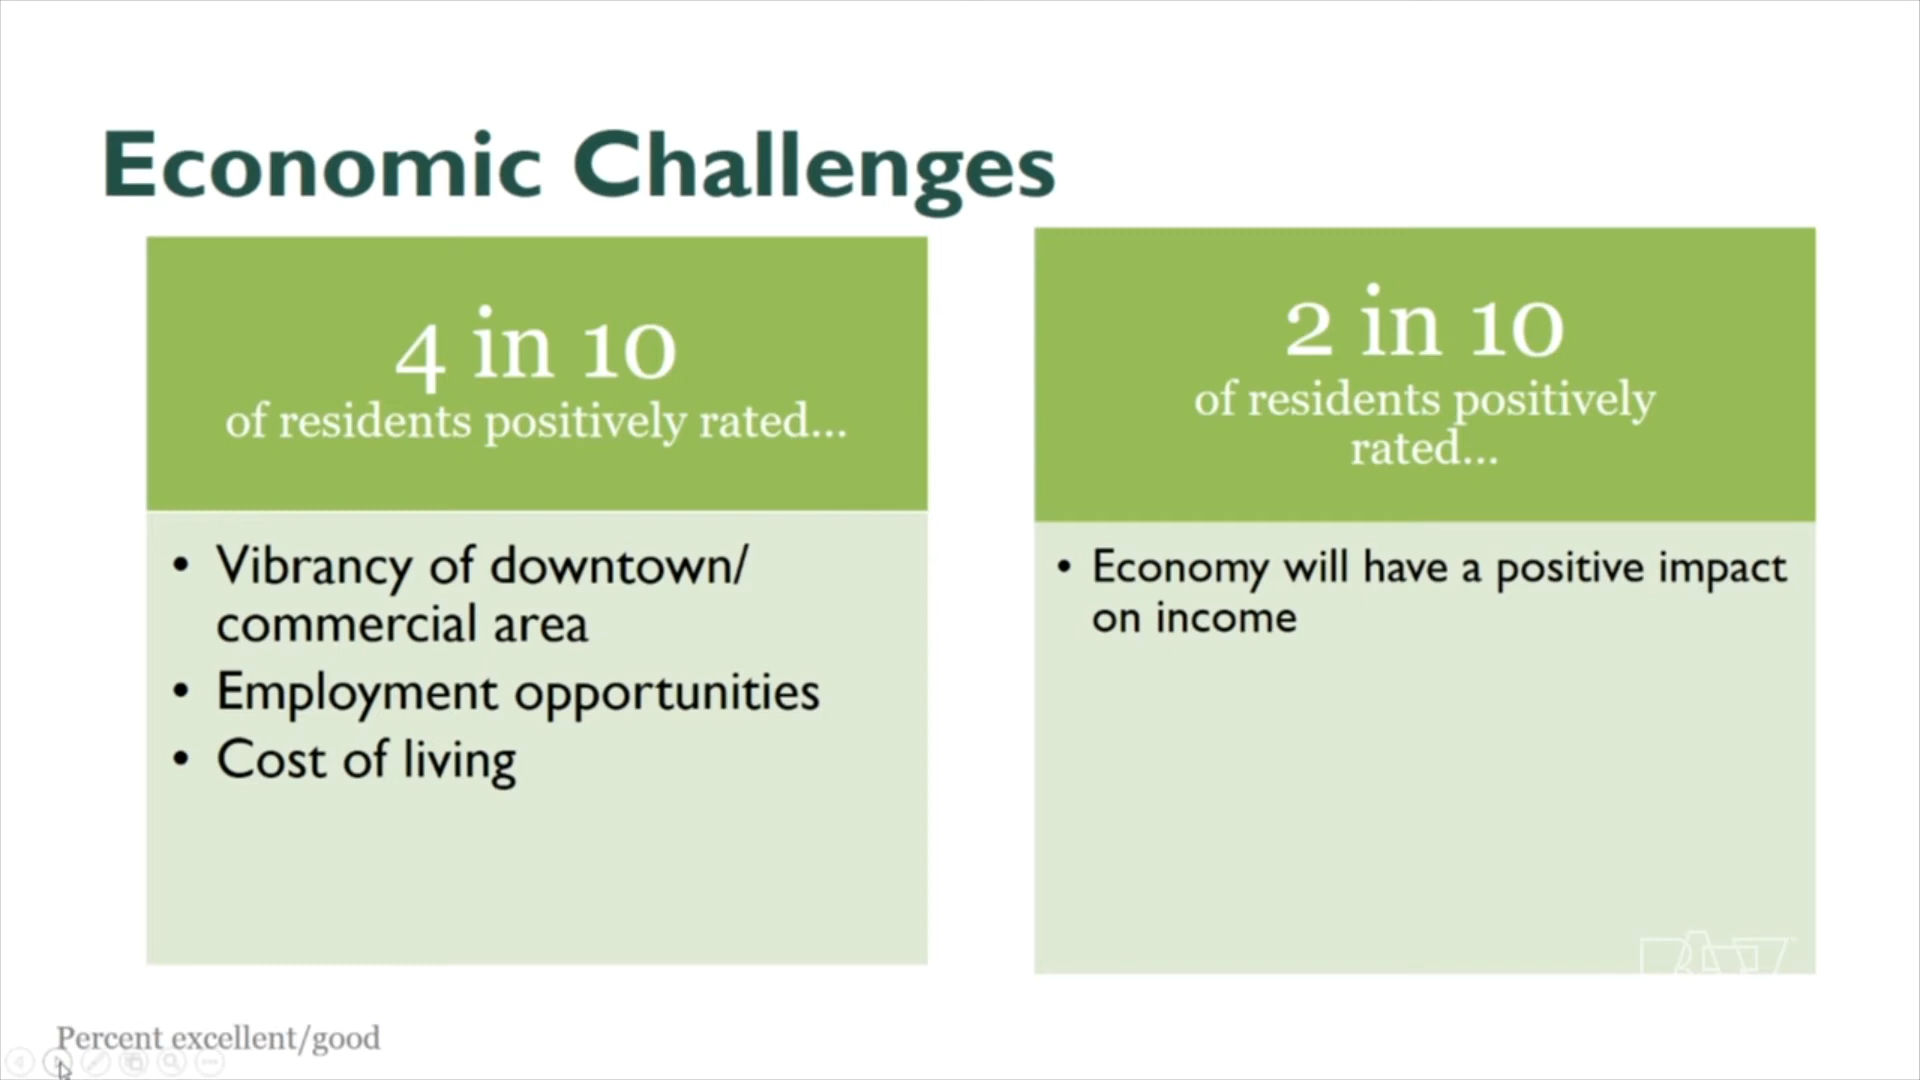 Economic Challenges
4 in 10
of residents positively rated...
• Vibrancy of downtown/
commercial area
• Employment opportunities
• Cost of living
2 in 10
of residents positively
rated...
• Economy will have a positive impact
on income
Percent excellent/good